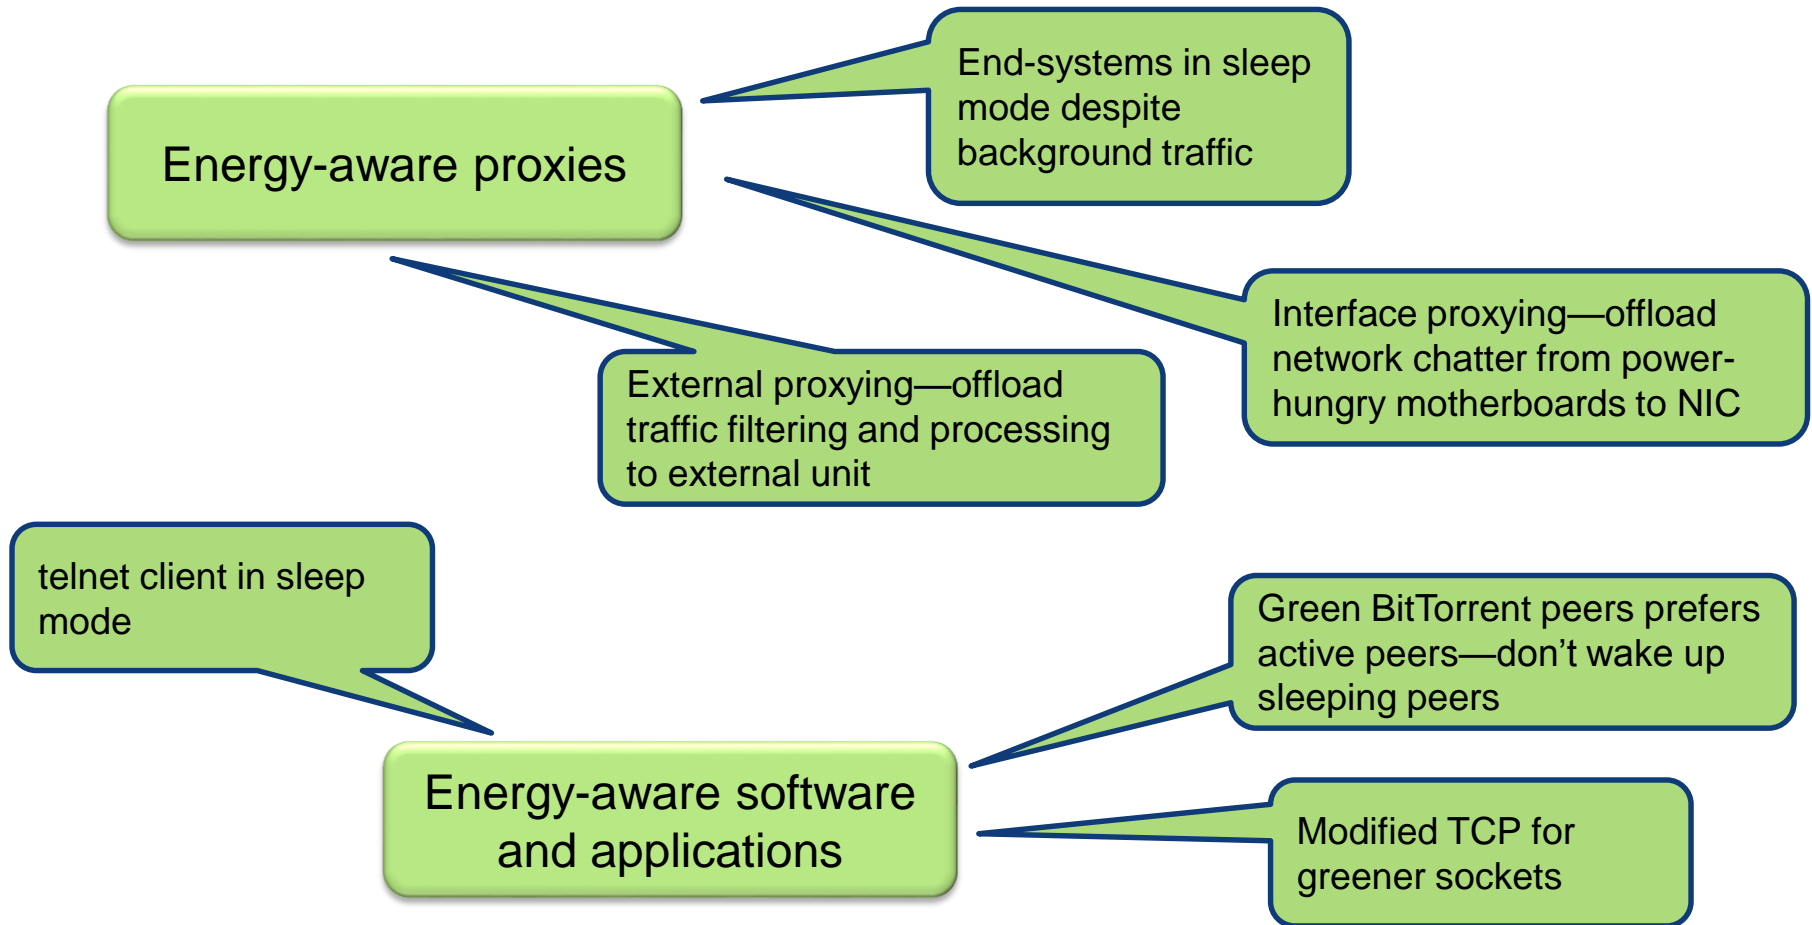 End-systems in sleep
mode despite
background traffic
Energy-aware proxies
Interface proxying—offload
network chatter from power-
hungry motherboards to NIC
External proxying—offload
traffic filtering and processing
to external unit
telnet client in sleep
mode
Green BitTorrent peers prefers
active peers—don’t wake up
sleeping peers
Energy-aware software
and applications
Modified TCP for
greener sockets